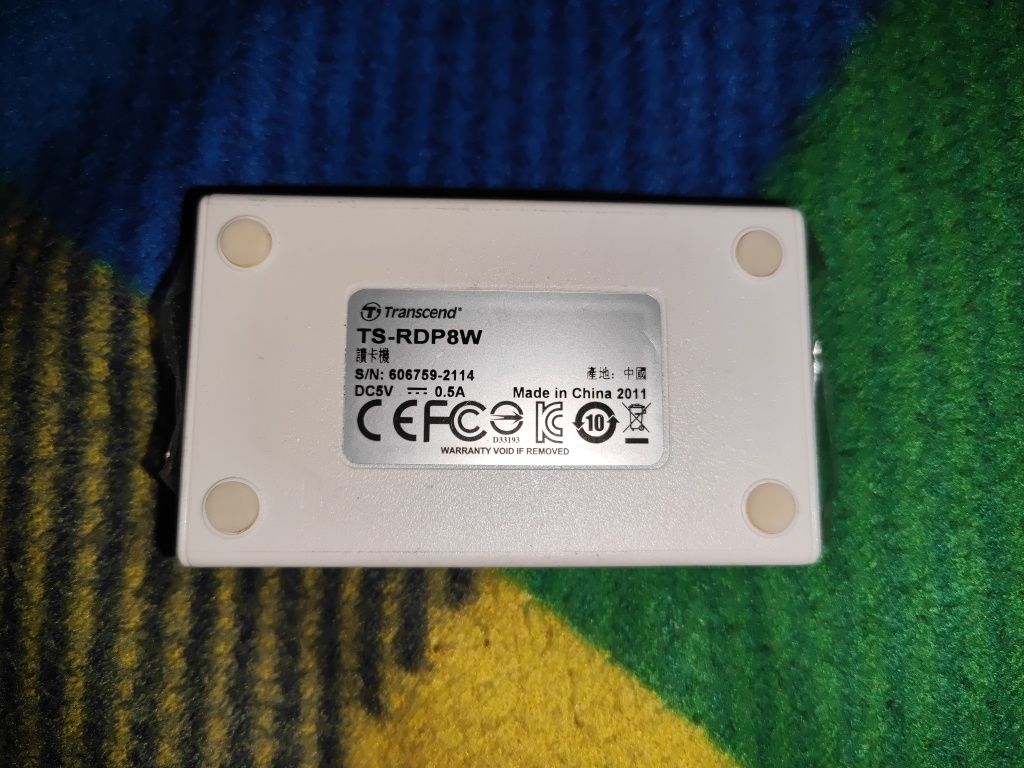 Transcend®
TS-RDP8W
讀卡機
S/N: 606759-2114 產地: 中國
DC5V ⎓ 0.5A Made in China 2011
CE FC D33193 10
WARRANTY VOID IF REMOVED